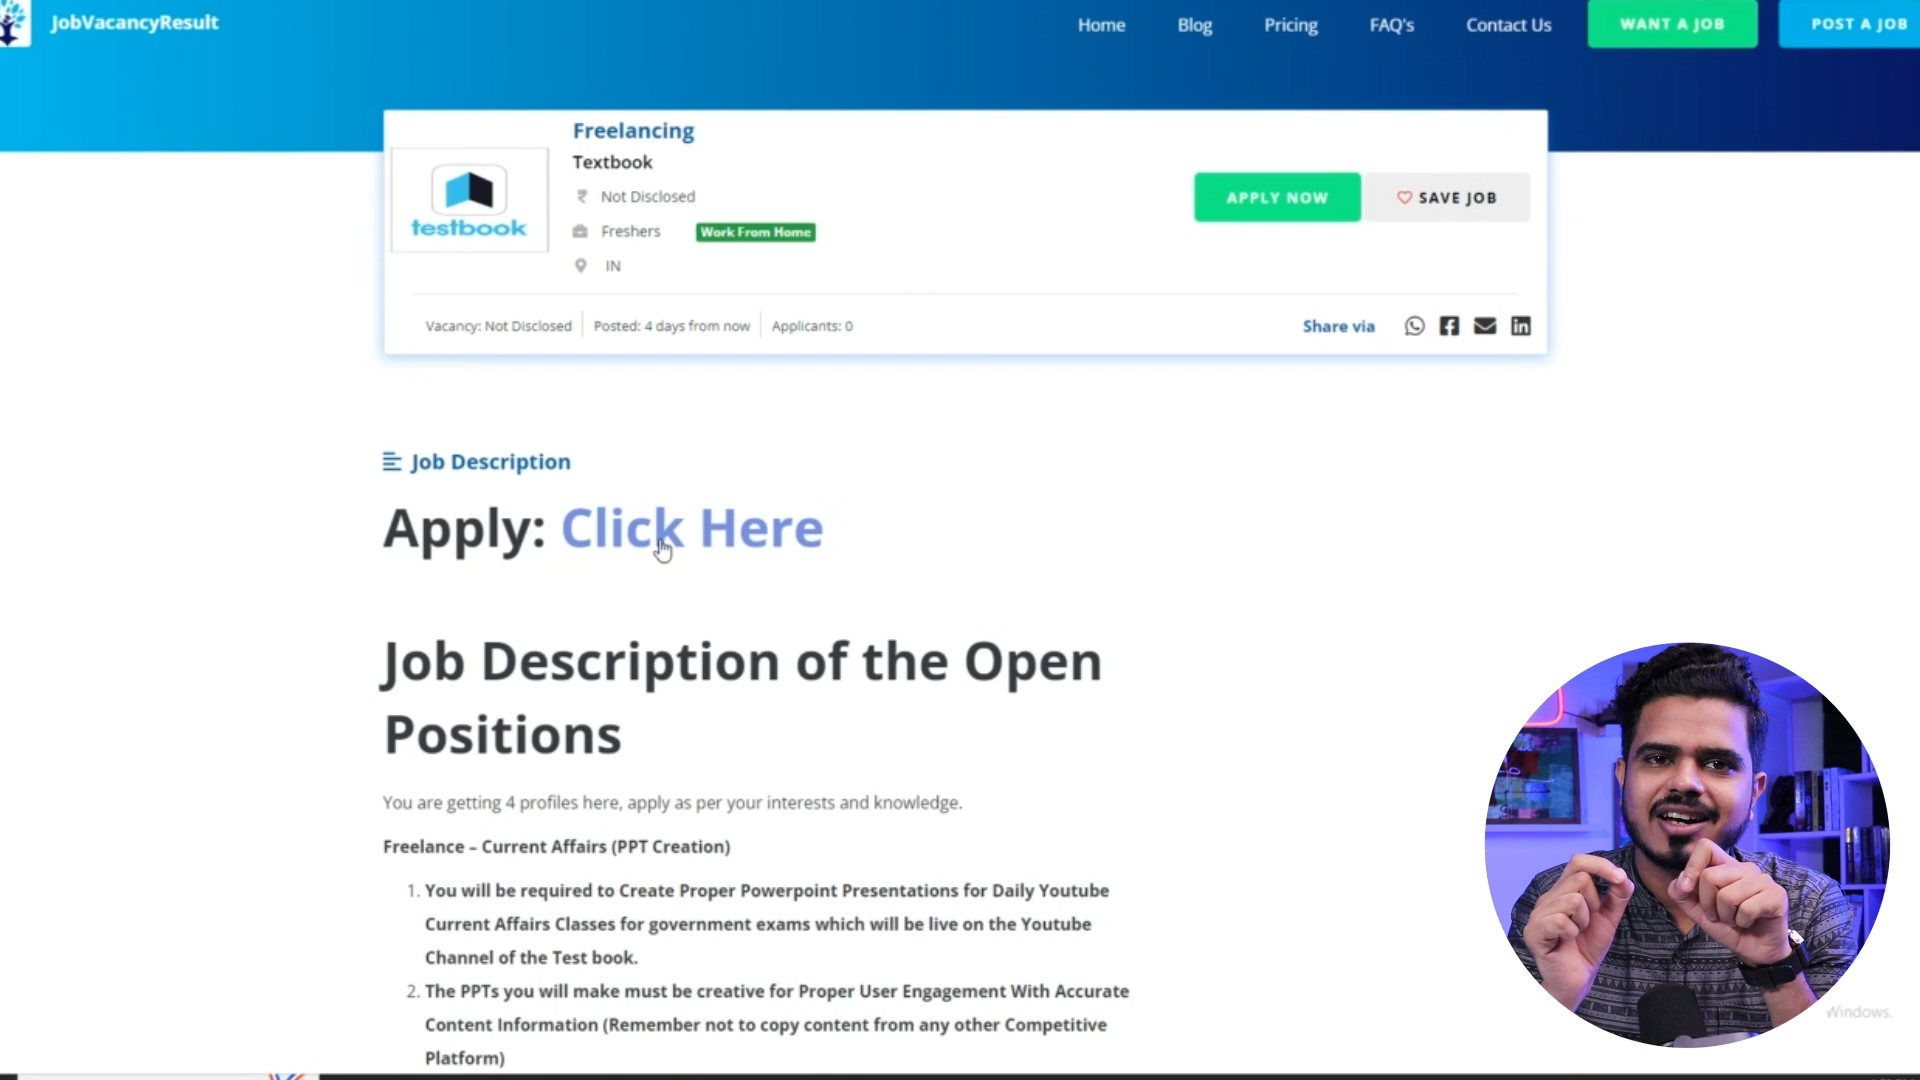 JobVacancyResult
Home Blog Pricing FAQ's Contact Us WANT A JOB POST A JOB
Freelancing
Textbook
testbook
₹ Not Disclosed
Freshers Work From Home
IN
APPLY NOW SAVE JOB
Vacancy: Not Disclosed Posted: 4 days from now Applicants: 0
Share via
Job Description
Apply: Click Here
Job Description of the Open
Positions
You are getting 4 profiles here, apply as per your interests and knowledge.
Freelance – Current Affairs (PPT Creation)
1. You will be required to Create Proper Powerpoint Presentations for Daily Youtube
Current Affairs Classes for government exams which will be live on the Youtube
Channel of the Test book.
2. The PPTs you will make must be creative for Proper User Engagement With Accurate
Content Information (Remember not to copy content from any other Competitive
Platform)
Windows.